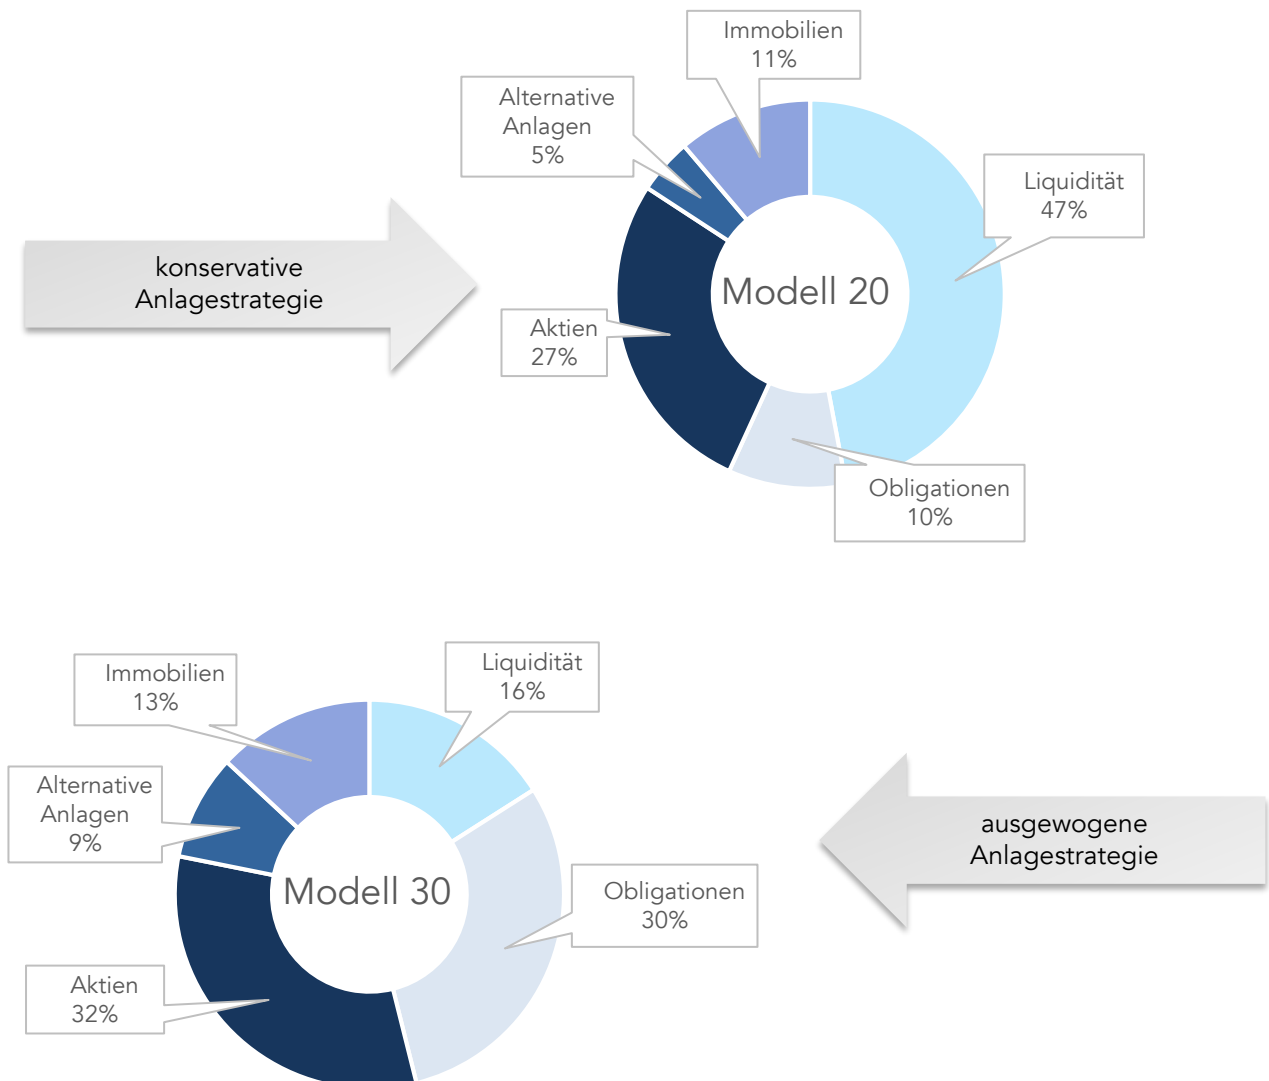 Immobilien
11%
Alternative
Anlagen
5%
Liquidität
47%
konservative
Anlagestrategie
Modell 20
Aktien
27%
Obligationen
10%
Immobilien
13%
Liquidität
16%
Alternative
Anlagen
9%
ausgewogene
Anlagestrategie
Modell 30
Obligationen
30%
Aktien
32%